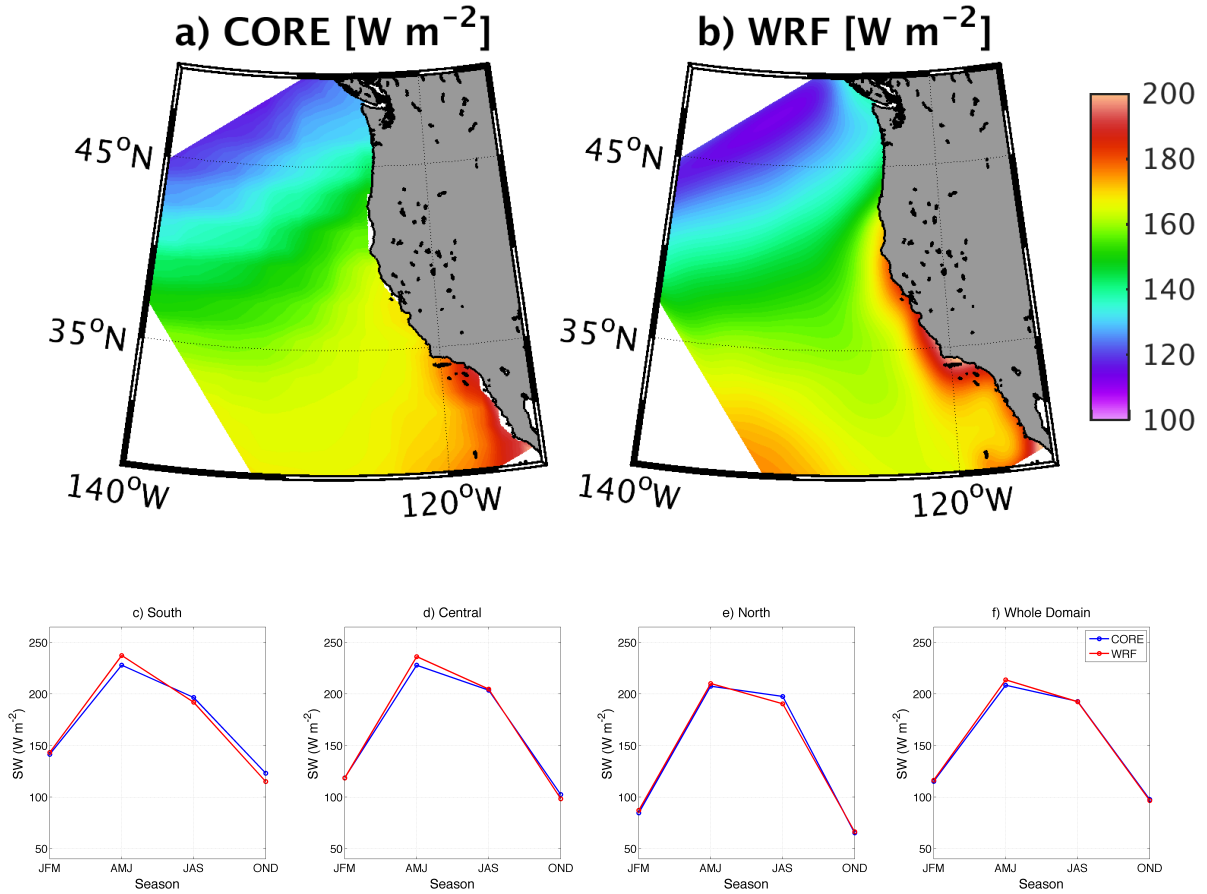 a) CORE [W m⁻²]
b) WRF [W m⁻²]
45°N
35°N
140°W
120°W
45°N
35°N
140°W
120°W
200
180
160
140
120
100
c) South
250
200
150
100
50
SW (W m⁻²)
JFM AMJ JAS OND
Season
d) Central
250
200
150
100
50
SW (W m⁻²)
JFM AMJ JAS OND
Season
e) North
250
200
150
100
50
SW (W m⁻²)
JFM AMJ JAS OND
Season
f) Whole Domain
CORE
WRF
250
200
150
100
50
SW (W m⁻²)
JFM AMJ JAS OND
Season